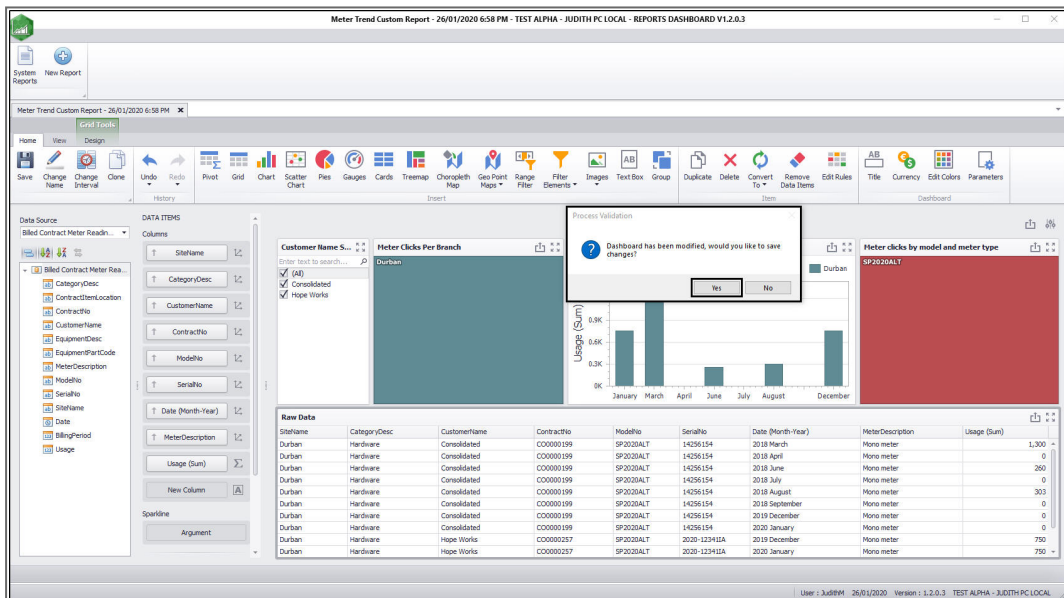 Meter Trend Custom Report - 26/01/2020 6:58 PM - TEST ALPHA - JUDITH PC LOCAL - REPORTS DASHBOARD V1.2.0.3
System Reports
New Report
Meter Trend Custom Report - 26/01/2020 6:58 PM
Grid Tools
Home View Design
Save Change Name Change Interval Clone Undo Redo Pivot Grid Chart Scatter Chart Pies Gauges Cards Treemap Choropleth Map Geo Point Maps Range Filter Filter Elements Images Text Box Group Duplicate Delete Convert To Remove Data Items Edit Rules Title Currency Edit Colors Parameters
AB
AB
History Insert Item Dashboard
Data Source
Billed Contract Meter Readin...
Billed Contract Meter Rea...
CategoryDesc
ContractItemLocation
ContractNo
CustomerName
EquipmentDesc
EquipmentPartCode
MeterDescription
ModelNo
SerialNo
SiteName
Date
BillingPeriod
Usage
DATA ITEMS
Columns
SiteName
CategoryDesc
CustomerName
ContractNo
ModelNo
SerialNo
Date (Month-Year)
MeterDescription
Usage (Sum)
New Column
Sparkline
Argument
Customer Name S...
Enter text to search...
(All)
Consolidated
Hope Works
Meter Clicks Per Branch
Durban
Process Validation
Dashboard has been modified, would you like to save
changes?
Yes No
Durban
Usage (Sum)
0.9K
0.6K
0.3K
0K
January March April June July August December
Meter clicks by model and meter type
SP2020ALT
Raw Data
SiteName CategoryDesc CustomerName ContractNo ModelNo SerialNo Date (Month-Year) MeterDescription Usage (Sum)
Durban Hardware Consolidated CO0000199 SP2020ALT 14256154 2018 March Mono meter 1,300
Durban Hardware Consolidated CO0000199 SP2020ALT 14256154 2018 April Mono meter 0
Durban Hardware Consolidated CO0000199 SP2020ALT 14256154 2018 June Mono meter 260
Durban Hardware Consolidated CO0000199 SP2020ALT 14256154 2018 July Mono meter 0
Durban Hardware Consolidated CO0000199 SP2020ALT 14256154 2018 August Mono meter 303
Durban Hardware Consolidated CO0000199 SP2020ALT 14256154 2018 September Mono meter 0
Durban Hardware Consolidated CO0000199 SP2020ALT 14256154 2019 December Mono meter 0
Durban Hardware Consolidated CO0000199 SP2020ALT 14256154 2020 January Mono meter 0
Durban Hardware Hope Works CO0000257 SP2020ALT 2020-12341IA 2019 December Mono meter 750
Durban Hardware Hope Works CO0000257 SP2020ALT 2020-12341IA 2020 January Mono meter 750
User : JudithM 26/01/2020 Version : 1.2.0.3 TEST ALPHA - JUDITH PC LOCAL